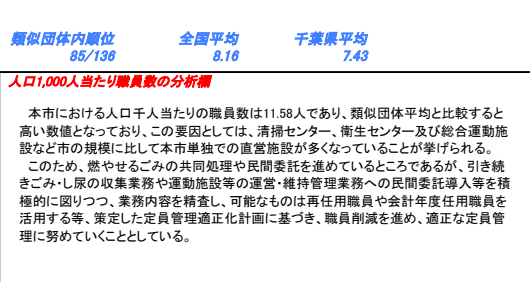 類似団体内順位 全国平均 千葉県平均
85/136 8.16 7.43
人口1,000人当たり職員数の分析欄
本市における人口千人当たりの職員数は11.58人であり、類似団体平均と比較すると
高い数値となっており、この要因としては、清掃センター、衛生センター及び総合運動施
設など市の規模に比して本市単独での直営施設が多くなっていることが挙げられる。
このため、燃やせるごみの共同処理や民間委託を進めているところであるが、引き続
きごみ・し尿の収集業務や運動施設等の運営・維持管理業務への民間委託導入等を積
極的に図りつつ、業務内容を精査し、可能なものは再任用職員や会計年度任用職員を
活用する等、策定した定員管理適正化計画に基づき、職員削減を進め、適正な定員管
理に努めていくこととしている。